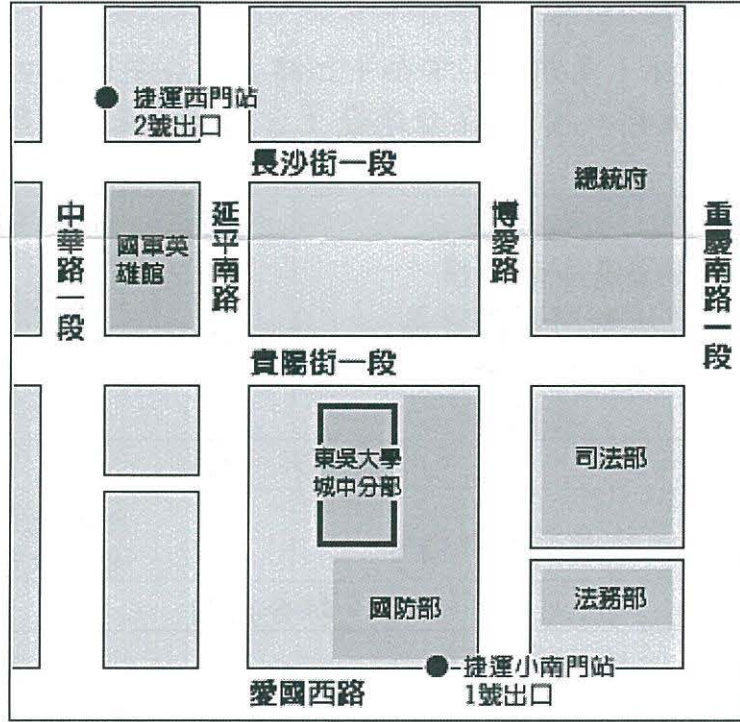 捷運西門站
2號出口
長沙街一段
總統府
中華路一段
國軍英
雄館
延平南路
博愛路
重慶南路一段
貴陽街一段
東吳大學
城中分部
司法部
國防部
法務部
捷運小南門站
1號出口
愛國西路